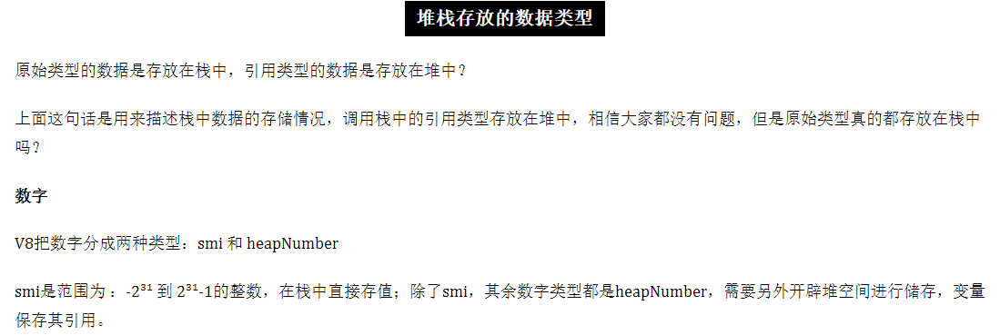 堆栈存放的数据类型
原始类型的数据是存放在栈中，引用类型的数据是存放在堆中？
上面这句话是用来描述栈中数据的存储情况，调用栈中的引用类型存放在堆中，相信大家都没有问题，但是原始类型真的都存放在栈中
吗？
数字
V8把数字分成两种类型：smi 和 heapNumber
smi是范围为 ：-2³¹ 到 2³¹-1的整数，在栈中直接存值；除了smi，其余数字类型都是heapNumber，需要另外开辟堆空间进行储存，变量
保存其引用。